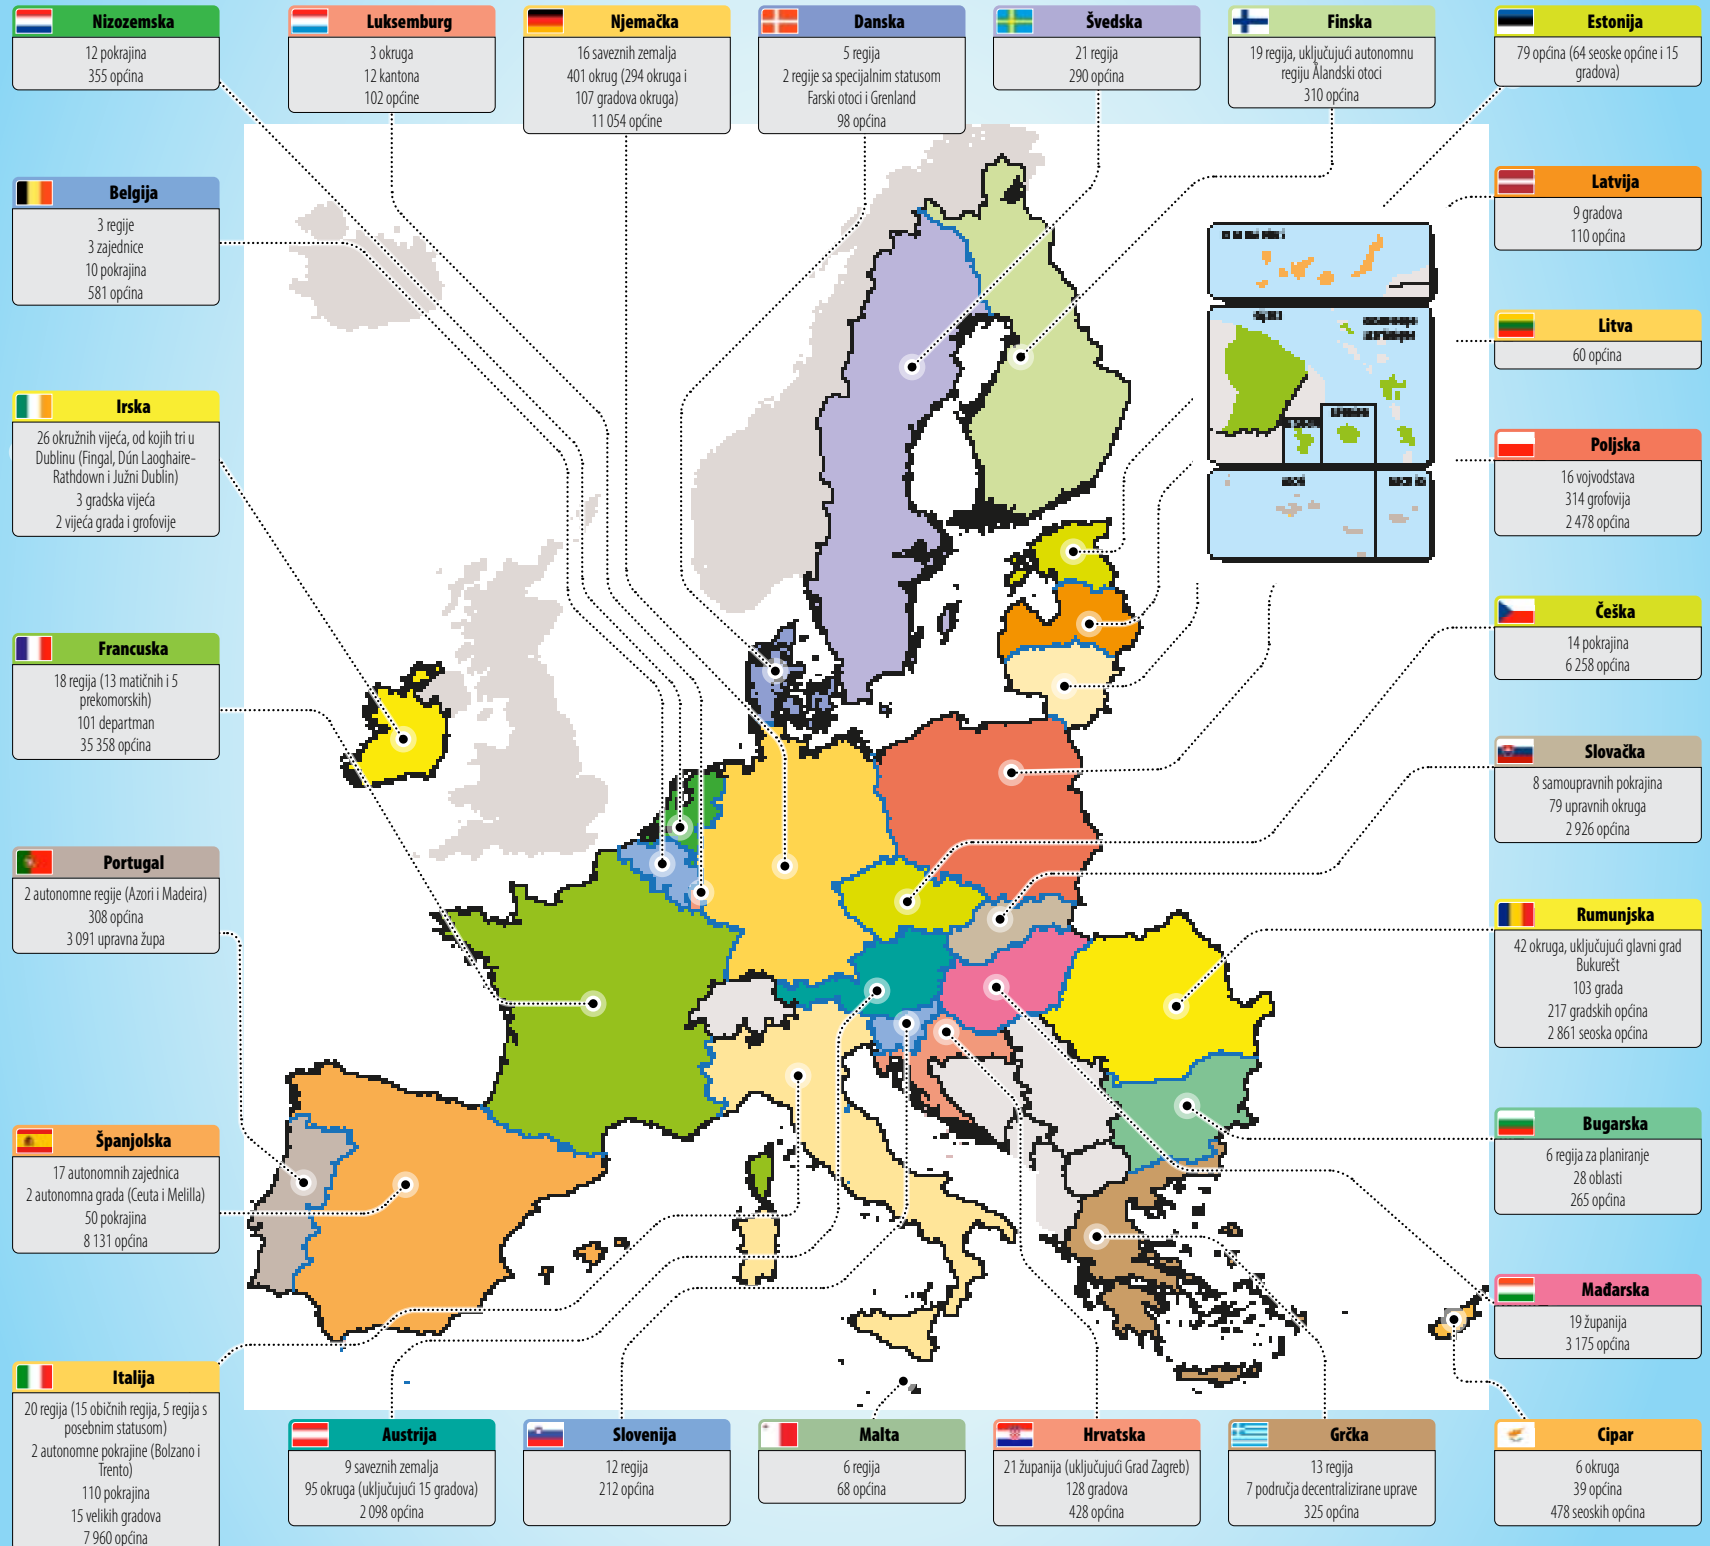 Nizozemska
12 pokrajina
355 općina
Luksemburg
3 okruga
12 kantona
102 općine
Njemačka
16 saveznih zemalja
401 okrug (294 okruga i
107 gradova okruga)
11 054 općine
Danska
5 regija
2 regije sa specijalnim statusom
Farski otoci i Grenland
98 općina
Švedska
21 regija
290 općina
Finska
19 regija, uključujući autonomnu
regiju Ålandski otoci
310 općina
Estonija
79 općina (64 seoske općine i 15
gradova)
Belgija
3 regije
3 zajednice
10 pokrajina
581 općina
Latvija
9 gradova
110 općina
Litva
60 općina
Irska
26 okružnih vijeća, od kojih tri u
Dublinu (Fingal, Dún Laoghaire-
Rathdown i Južni Dublin)
3 gradska vijeća
2 vijeća grada i grofovije
Poljska
16 vojvodstava
314 grofovija
2 478 općina
Češka
14 pokrajina
6 258 općina
Francuska
18 regija (13 matičnih i 5
prekomorskih)
101 departman
35 358 općina
Slovačka
8 samoupravnih pokrajina
79 upravnih okruga
2 926 općina
Portugal
2 autonomne regije (Azori i Madeira)
308 općina
3 091 upravna župa
Rumunjska
42 okruga, uključujući glavni grad
Bukurešt
103 grada
217 gradskih općina
2 861 seoska općina
Španjolska
17 autonomnih zajednica
2 autonomna grada (Ceuta i Melilla)
50 pokrajina
8 131 općina
Bugarska
6 regija za planiranje
28 oblasti
265 općina
Mađarska
19 županija
3 175 općina
Italija
20 regija (15 običnih regija, 5 regija s
posebnim statusom)
2 autonomne pokrajine (Bolzano i
Trento)
110 pokrajina
15 velikih gradova
7 960 općina
Austrija
9 saveznih zemalja
95 okruga (uključujući 15 gradova)
2 098 općina
Slovenija
12 regija
212 općina
Malta
6 regija
68 općina
Hrvatska
21 županija (uključujući Grad Zagreb)
128 gradova
428 općina
Grčka
13 regija
7 područja decentralizirane uprave
325 općina
Cipar
6 okruga
39 općina
478 seoskih općina